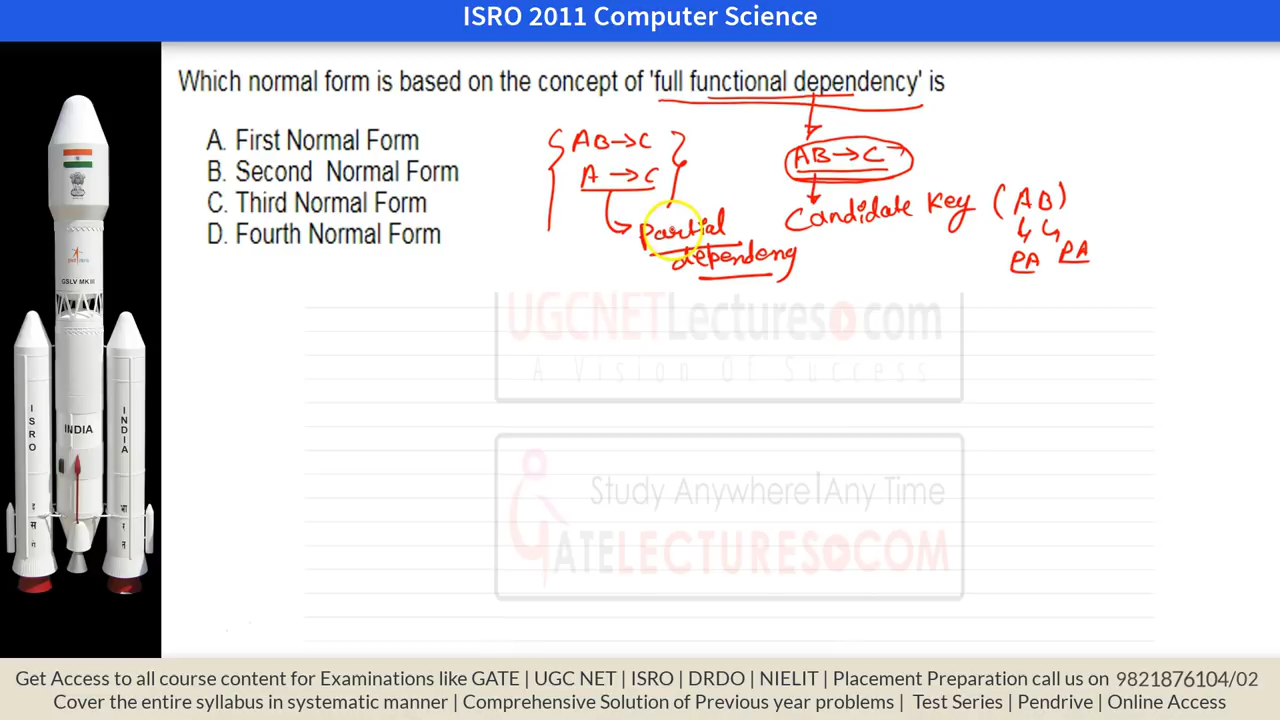 ISRO 2011 Computer Science
Which normal form is based on the concept of 'full functional dependency' is
A. First Normal Form
B. Second Normal Form
C. Third Normal Form
D. Fourth Normal Form
{ AB→C }
A →C
Partial
dependency
AB→C
Candidate Key (AB)
PA PA
GSLV MK III
ISRO
INDIA
INDIA
UGCNETLectures.com
A Vision Of Success
Study Anywhere|Any Time
GATELECTURES.COM
Get Access to all course content for Examinations like GATE | UGC NET | ISRO | DRDO | NIELIT | Placement Preparation call us on 9821876104/02
Cover the entire syllabus in systematic manner | Comprehensive Solution of Previous year problems | Test Series | Pendrive | Online Access